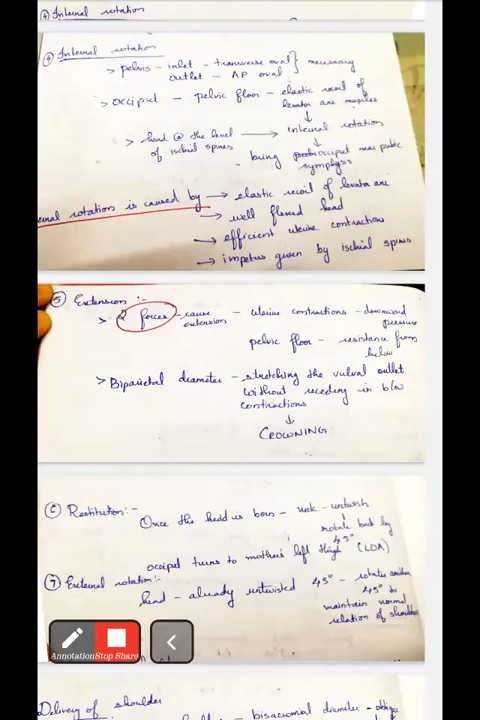 ④ Internal rotation
④ Internal rotation
> pelvis - inlet - transverse oval } necessary
outlet - AP oval
> occiput - pelvic floor - elastic recoil of
levator ani muscles
↓
> head @ the level → internal rotation
of ischial spines
↓
- bring occiput near pubic
symphysis
rnal rotation is caused by → elastic recoil of levator ani
→ well flexed head
→ efficient uterine contractions
→ impetus given by ischial spines
⑤ Extension :-
> 2 forces - cause - uterine contractions - downward
extension pressure
pelvic floor - resistance from
below
> Biparietal diameter - stretching the vulval outlet
without receding in b/w
contractions
↓
CROWNING
⑥ Restitution:-
Once the head is born - neck - untwists
↓
rotate back by
45°
occiput turns to mother's left thigh (LOA)
⑦ External rotation:-
head - already untwisted 45° - rotates another
45° to
maintain normal
relation of shoulder
Annotation Stop Share
Delivery of shoulder
bisacromial diameter - oblique